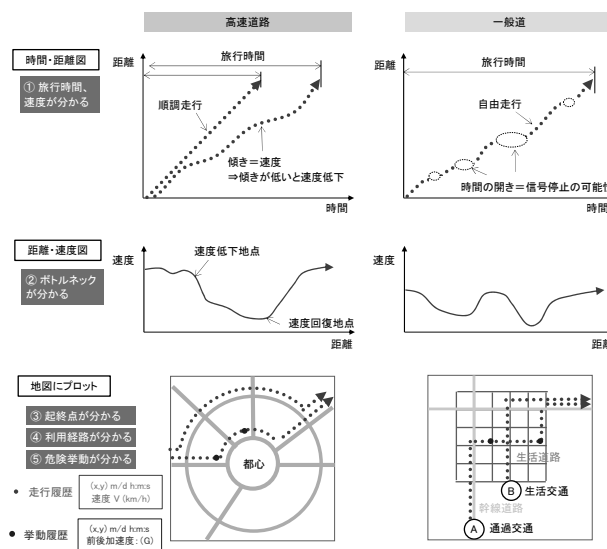 高速道路
一般道
時間・距離図
① 旅行時間、
速度が分かる
距離
旅行時間
順調走行
傾き＝速度
⇒傾きが低いと速度低下
時間
距離
旅行時間
自由走行
時間の開き＝信号停止の可能性
時間
距離・速度図
② ボトルネック
が分かる
速度
速度低下地点
速度回復地点
距離
速度
距離
地図にプロット
③ 起終点が分かる
④ 利用経路が分かる
⑤ 危険挙動が分かる
• 走行履歴
(x,y) m/d h:m:s
速度 V (km/h)
● 挙動履歴
(x,y) m/d h:m:s
前後加速度：(G)
都心
生活道路
B 生活交通
幹線道路
A 通過交通